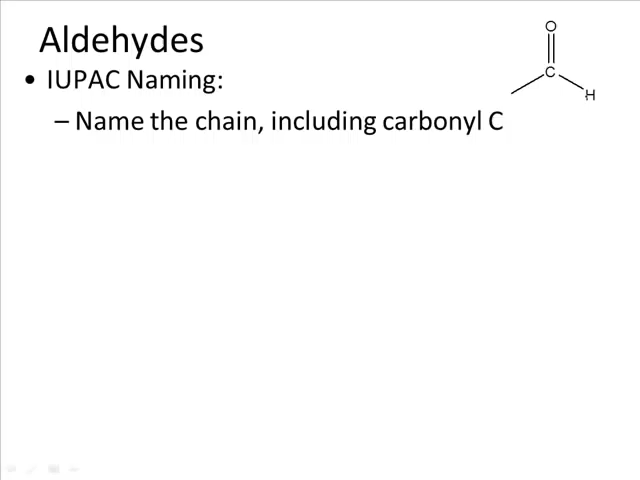 Aldehydes
• IUPAC Naming:
– Name the chain, including carbonyl C
O
C
H